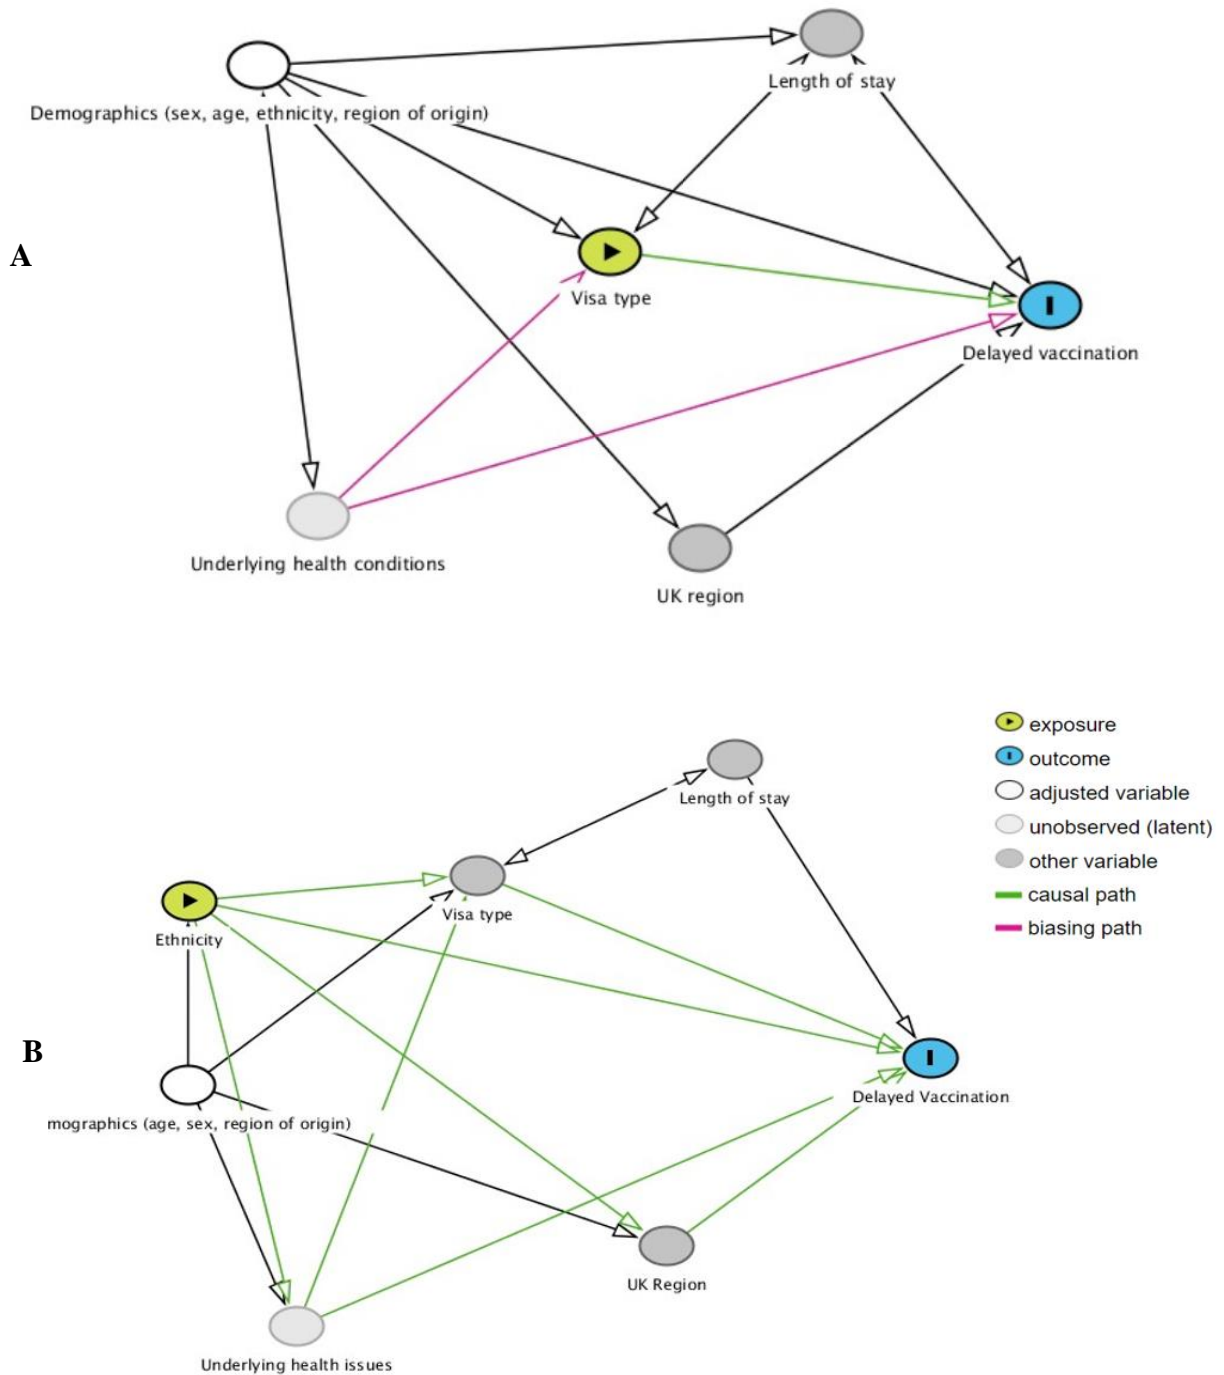 Length of stay
Demographics (sex, age, ethnicity, region of origin)
A
Visa type
Delayed vaccination
Underlying health conditions
UK region
exposure
outcome
adjusted variable
unobserved (latent)
other variable
causal path
biasing path
Length of stay
Visa type
Ethnicity
B
Delayed Vaccination
mographics (age, sex, region of origin)
UK Region
Underlying health issues